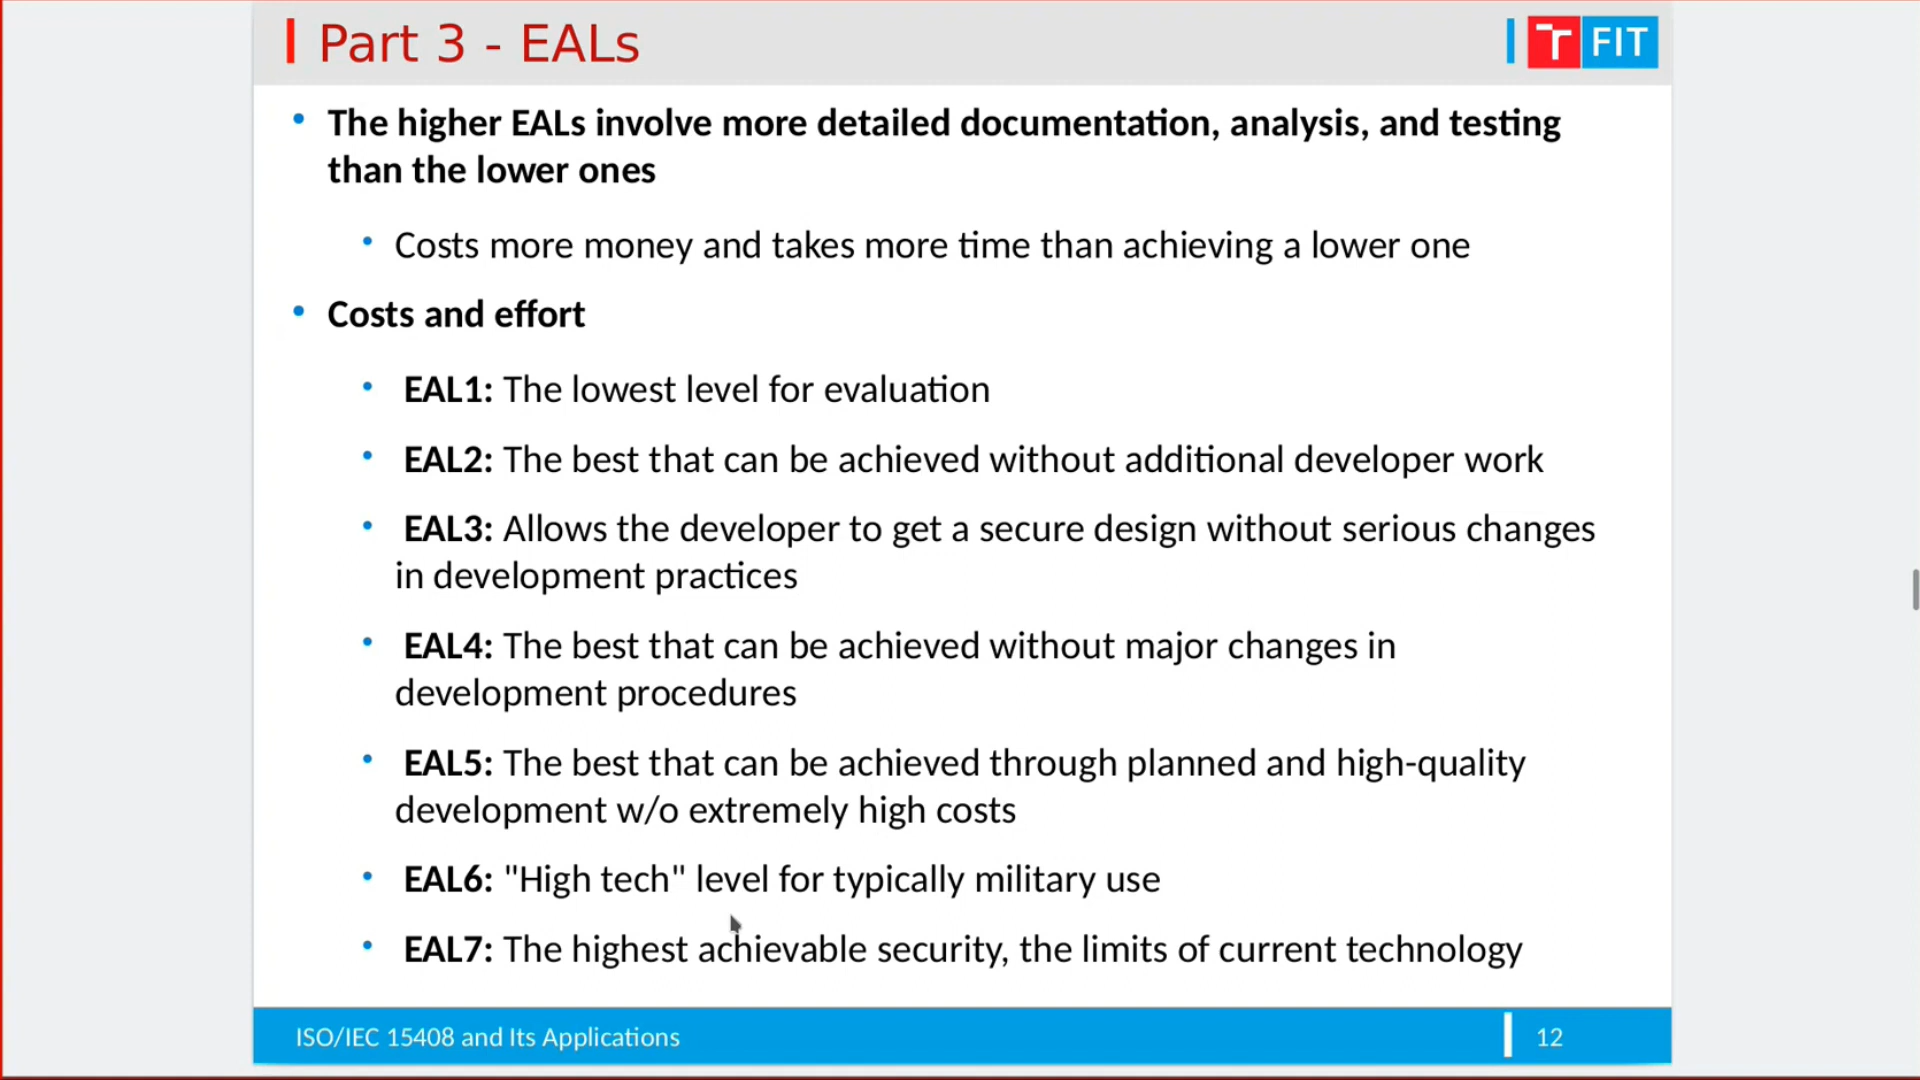 Part 3 - EALs
T FIT
• The higher EALs involve more detailed documentation, analysis, and testing
than the lower ones
• Costs more money and takes more time than achieving a lower one
• Costs and effort
• EAL1: The lowest level for evaluation
• EAL2: The best that can be achieved without additional developer work
• EAL3: Allows the developer to get a secure design without serious changes
in development practices
• EAL4: The best that can be achieved without major changes in
development procedures
• EAL5: The best that can be achieved through planned and high-quality
development w/o extremely high costs
• EAL6: "High tech" level for typically military use
• EAL7: The highest achievable security, the limits of current technology
ISO/IEC 15408 and Its Applications
12